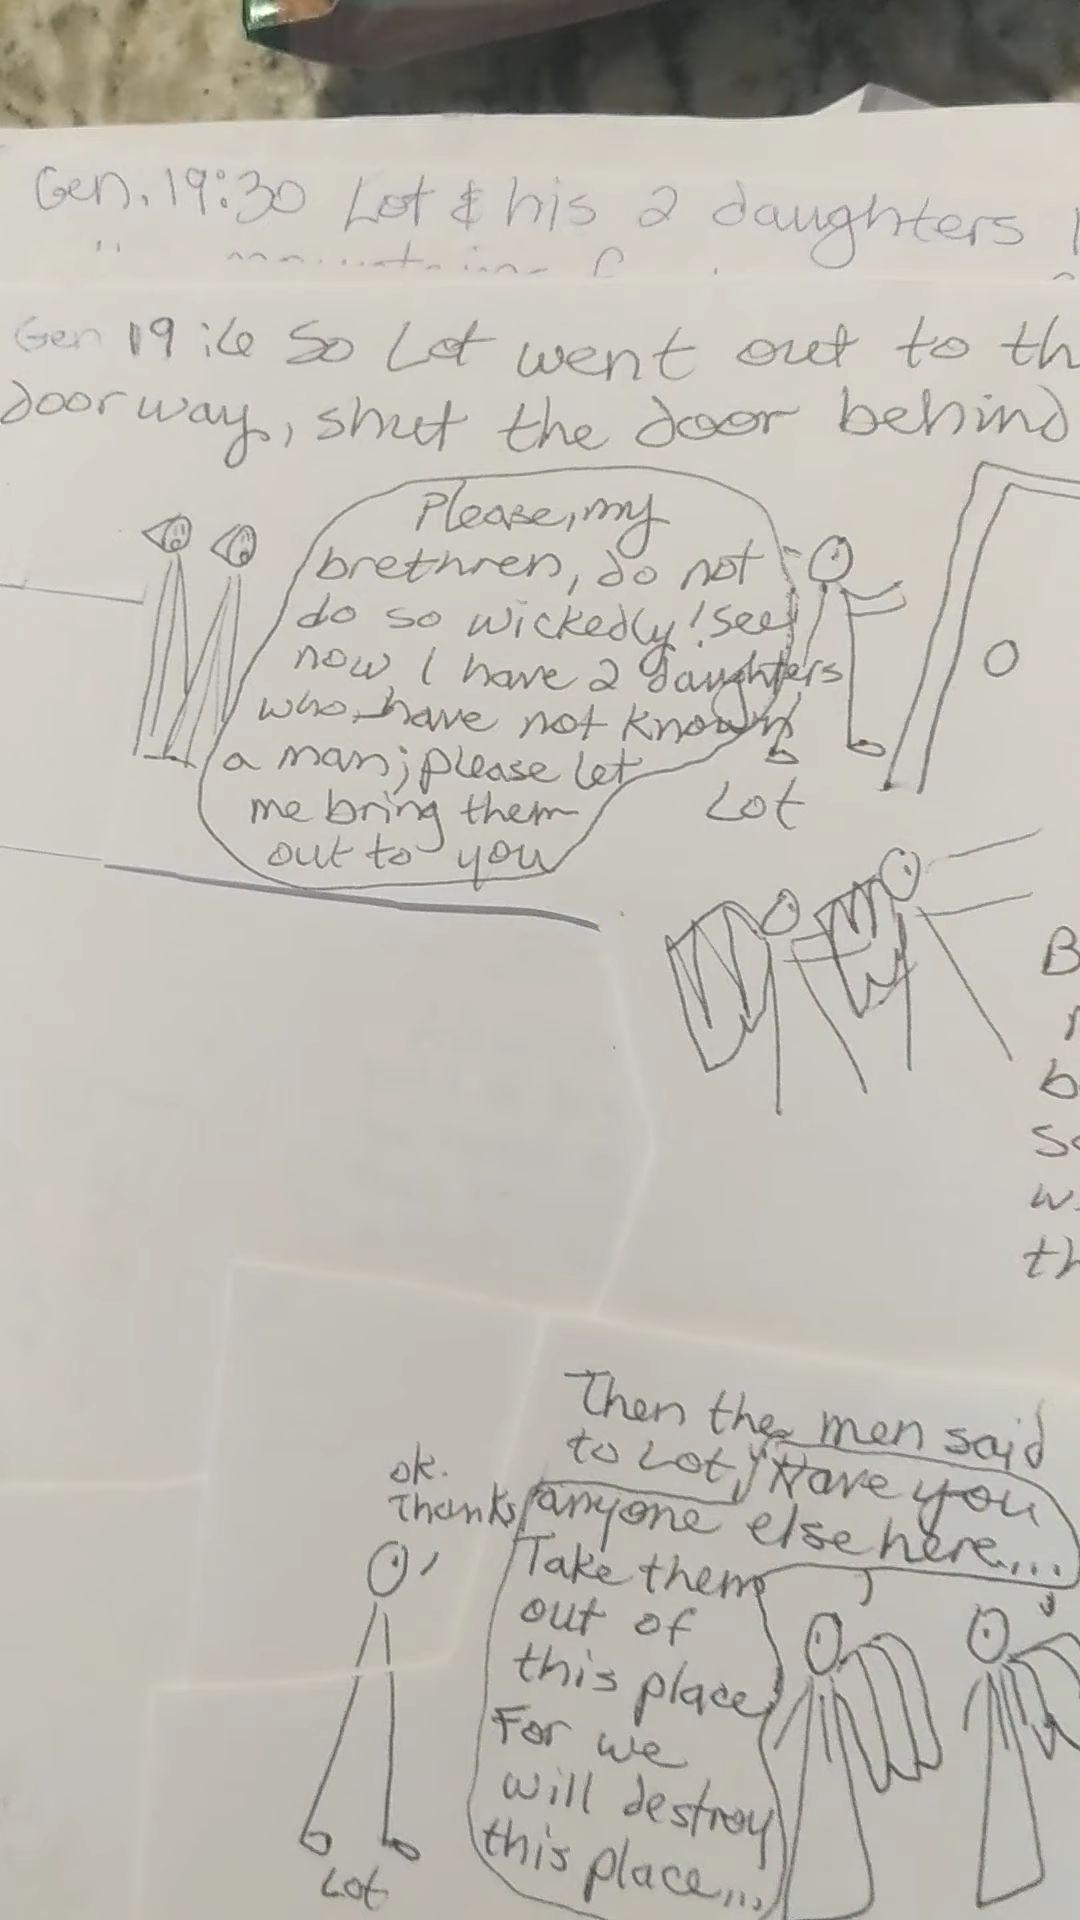 Gen. 19:30 Lot & his 2 daughters
Gen 19:6 So Lot went out to th
doorway, shut the door behind
Please, my
brethren, do not
do so wickedly! see
now I have 2 daughters
who have not known
a man; please let
me bring them
out to you
Lot
B
b
so
w
th
Then the men said
to Lot, "Have you
anyone else here...
Take them
out of
this place
For we
will destroy
this place...
ok.
Thanks
Lot